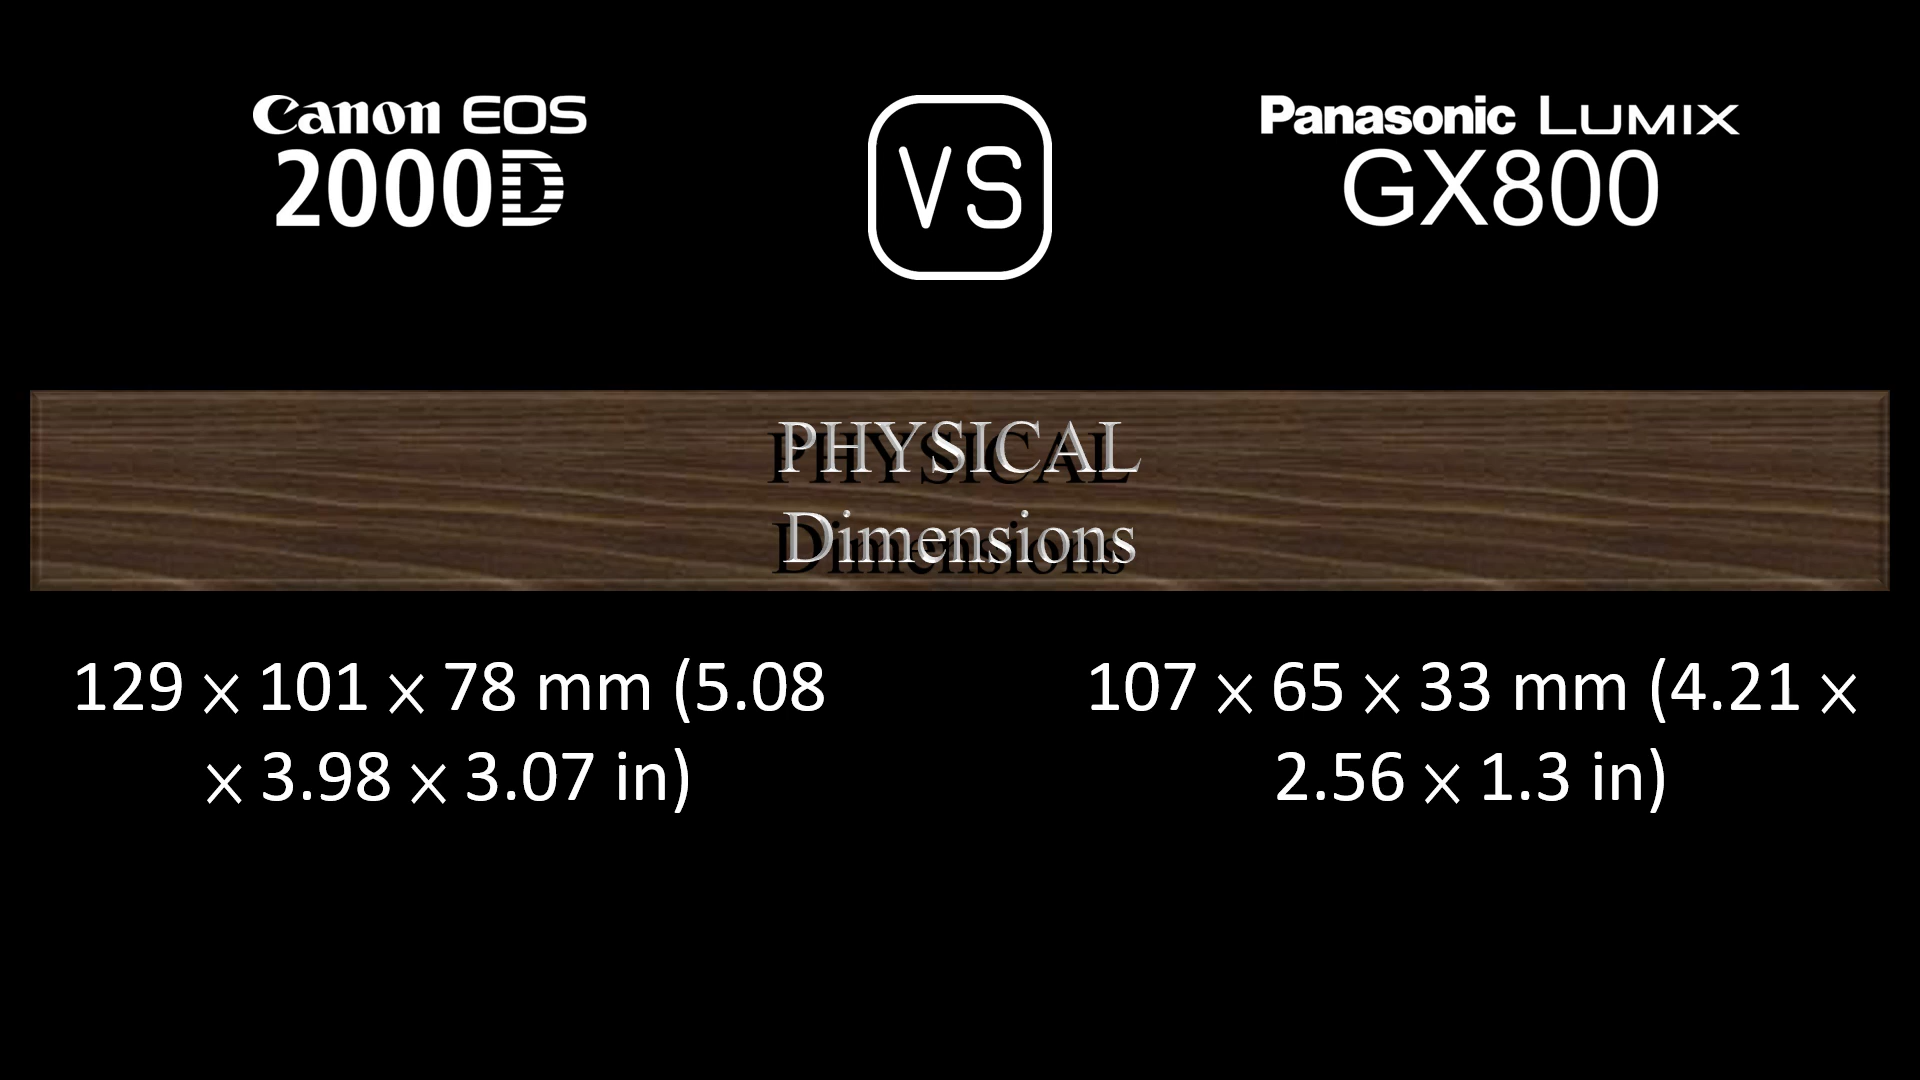 Canon EOS
2000D
VS
Panasonic LUMIX
GX800
PHYSICAL
Dimensions
129 x 101 x 78 mm (5.08
x 3.98 x 3.07 in)
107 x 65 x 33 mm (4.21 x
2.56 x 1.3 in)